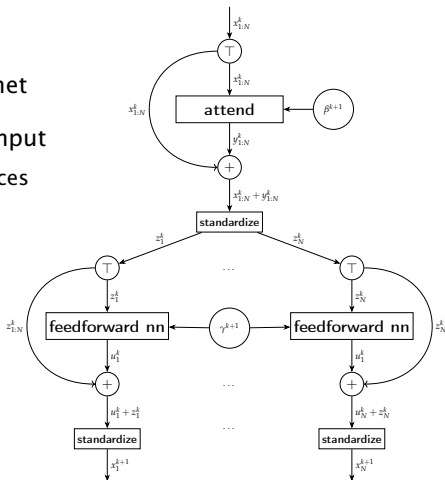 x^k_{1:N}
⊤
net
x^k_{1:N}
x^k_{1:N} attend β^{k+1}
nput
y^k_{1:N}
ces
+
x^k_{1:N} + y^k_{1:N}
standardize
z^k_1 z^k_N
⊤ ... ⊤
z^k_1 z^k_N
z^k_{1:N} feedforward nn γ^{k+1} feedforward nn z^k
u^k_1 u^k_1
+ ... +
u^k_1 + z^k_1 u^k_N + z^k_N
...
standardize standardize
x^{k+1}_1 x^{k+1}_N